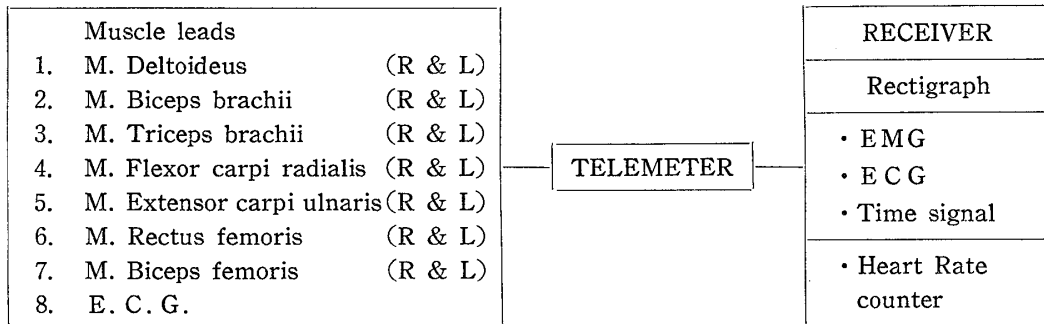 Muscle leads
1. M. Deltoideus (R & L)
2. M. Biceps brachii (R & L)
3. M. Triceps brachii (R & L)
4. M. Flexor carpi radialis (R & L)
5. M. Extensor carpi ulnaris (R & L)
6. M. Rectus femoris (R & L)
7. M. Biceps femoris (R & L)
8. E. C. G.
TELEMETER
RECEIVER
Rectigraph
· EMG
· ECG
· Time signal
· Heart Rate
counter